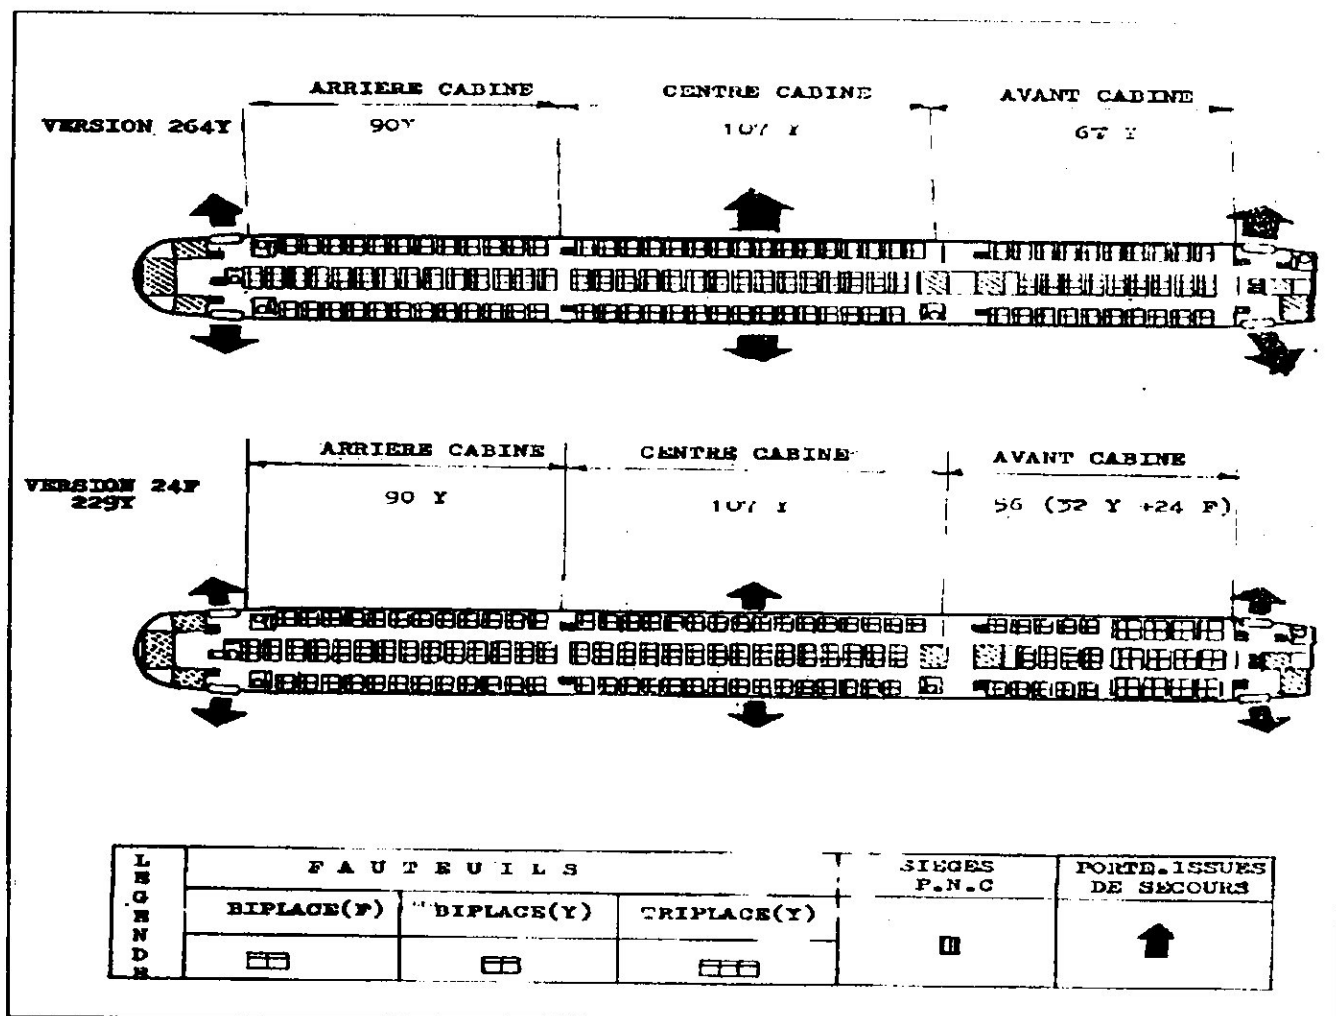 ARRIERE CABINE
CENTRE CABINE
AVANT CABINE
VERSION 264Y
90Y
107 Y
67 Y
ARRIERE CABINE
CENTRE CABINE
AVANT CABINE
VERSION 24F
229Y
90 Y
107 Y
56 (32 Y +24 F)
LEGENDE
FAUTEUILS
SIEGES
P.N.C
PORTE.ISSUES
DE SECOURS
BIPLACE(F)
BIPLACE(Y)
TRIPLACE(Y)